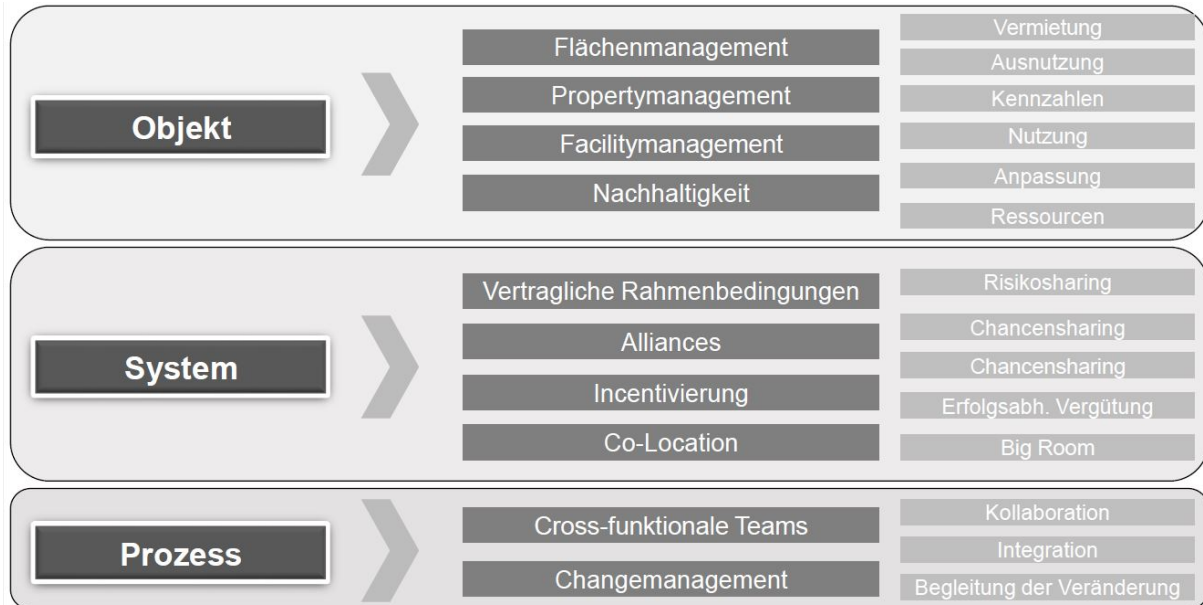 Objekt
Flächenmanagement
Propertymanagement
Facilitymanagement
Nachhaltigkeit
Vermietung
Ausnutzung
Kennzahlen
Nutzung
Anpassung
Ressourcen
System
Vertragliche Rahmenbedingungen
Alliances
Incentivierung
Co-Location
Risikosharing
Chancensharing
Chancensharing
Erfolgsabh. Vergütung
Big Room
Prozess
Cross-funktionale Teams
Changemanagement
Kollaboration
Integration
Begleitung der Veränderung